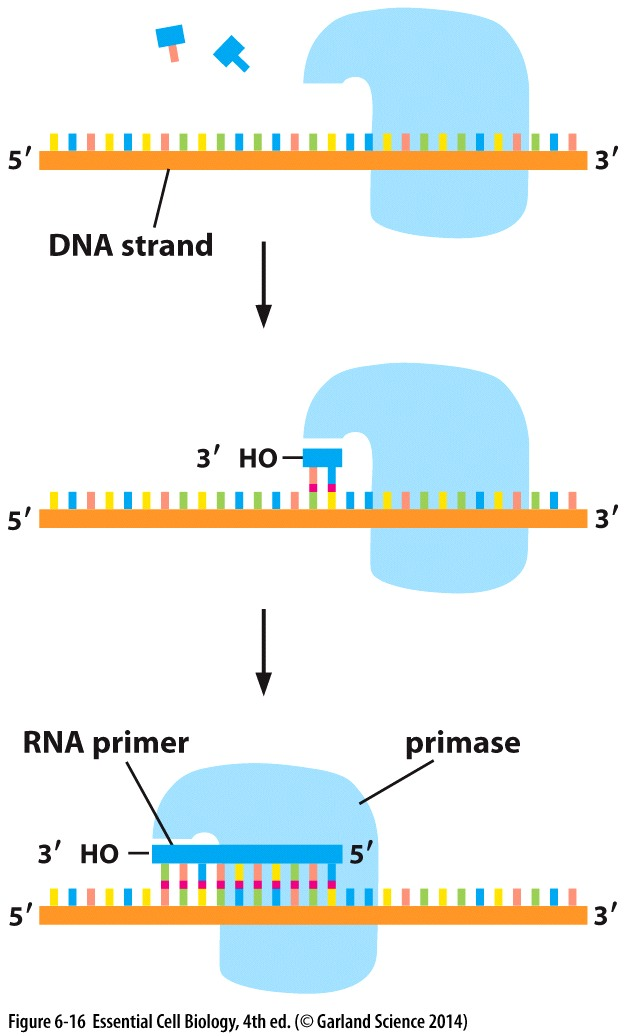 5′ 3′
DNA strand
3′ HO
5′ 3′
RNA primer primase
3′ HO 5′
5′ 3′
Figure 6-16 Essential Cell Biology, 4th ed. (© Garland Science 2014)